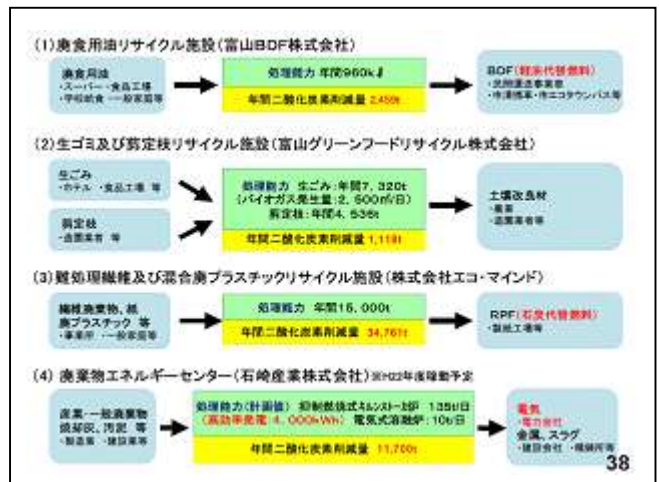 (1)廃食用油リサイクル施設(富山BDF株式会社)
廃食用油
・スーパー・食品工場
・学校給食・一般家庭等
処理能力 年間960kℓ
年間二酸化炭素削減量 2,459t
BDF(軽油代替燃料)
・民間運送事業者
・市清掃車・市エコタウンバス等
(2)生ゴミ及び剪定枝リサイクル施設(富山グリーンフードリサイクル株式会社)
生ごみ
・ホテル・食品工場 等
剪定枝
・造園業者 等
処理能力 生ごみ:年間7,320t
(バイオガス発生量:2,500㎥/日)
剪定枝:年間4,536t
年間二酸化炭素削減量 1,118t
土壌改良材
・農業
・造園業者等
(3)難処理繊維及び混合廃プラスチックリサイクル施設(株式会社エコ・マインド)
繊維廃棄物、紙
廃プラスチック 等
・事業所・一般家庭等
処理能力 年間15,000t
年間二酸化炭素削減量 34,761t
RPF(石炭代替燃料)
・製紙工場等
(4) 廃棄物エネルギーセンター(石崎産業株式会社)※H22年度稼動予定
産業・一般廃棄物
焼却灰、汚泥 等
・製造業・建設業等
処理能力(計画値) 抑制燃焼式キルンストーカ炉 135t/日
(高効率発電:4,000kWh) 電気式溶融炉:10t/日
年間二酸化炭素削減量 11,700t
電気
・電力会社
金属、スラグ
・建設会社・精錬所等
38